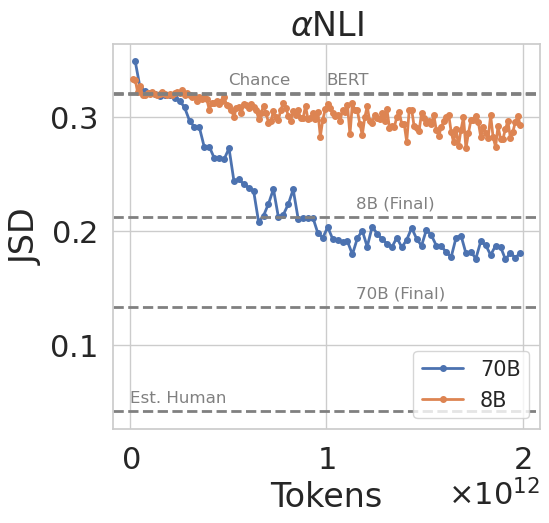 αNLI
Chance
BERT
8B (Final)
70B (Final)
Est. Human
JSD
0.3
0.2
0.1
0
1
2
Tokens
×10¹²
70B
8B